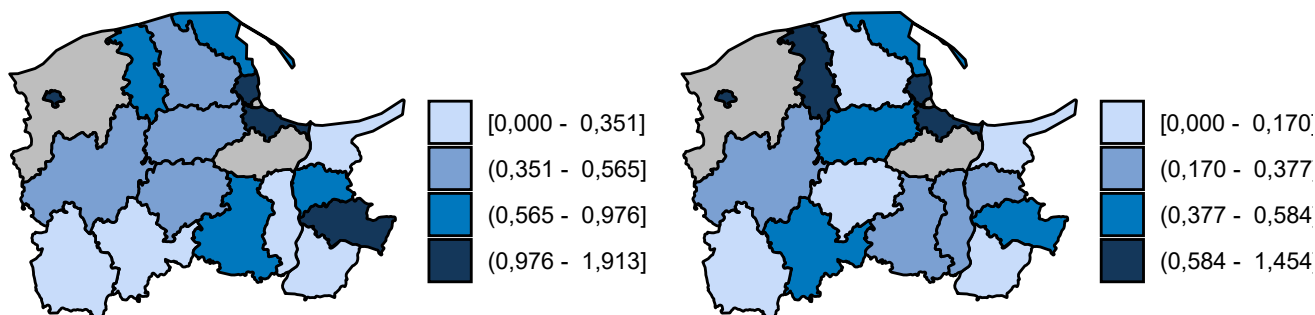 [0,000 - 0,351]
(0,351 - 0,565]
(0,565 - 0,976]
(0,976 - 1,913]
[0,000 - 0,170]
(0,170 - 0,377]
(0,377 - 0,584]
(0,584 - 1,454]